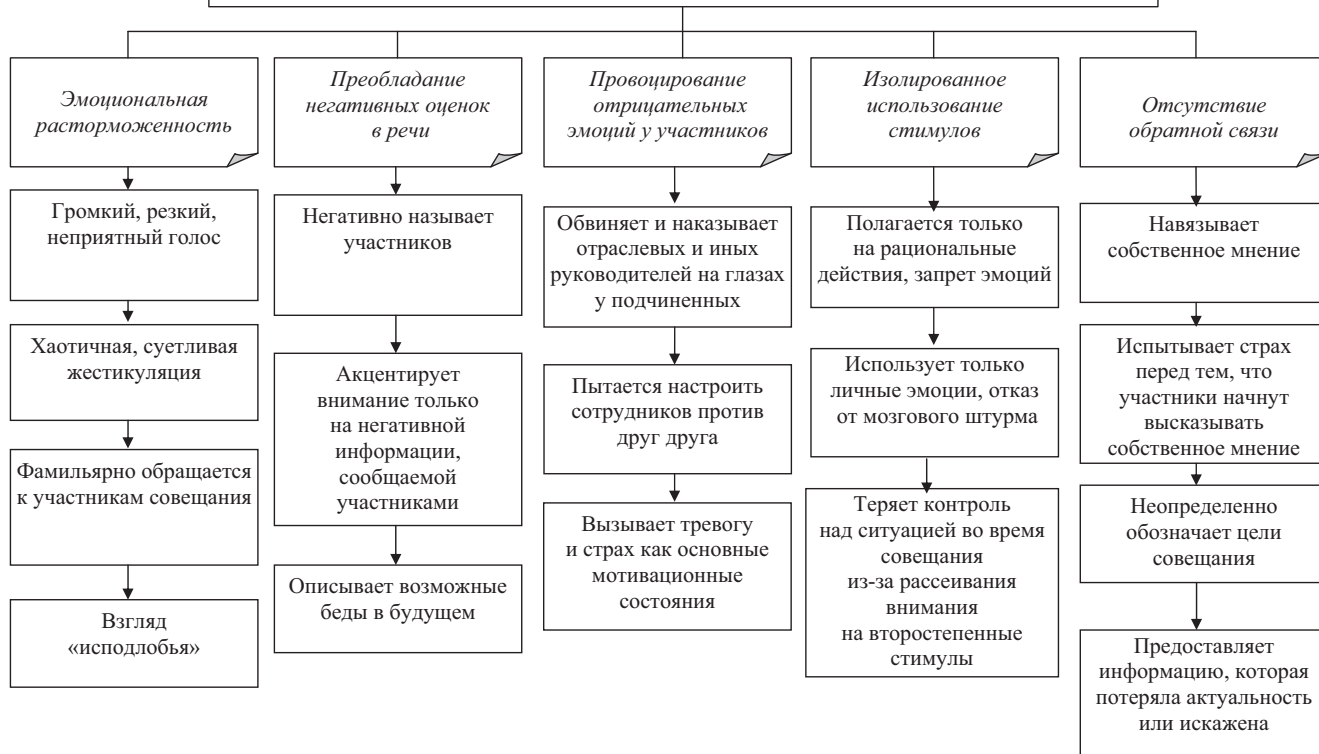 Эмоциональная
расторможенность
Громкий, резкий,
неприятный голос
Хаотичная, суетливая
жестикуляция
Фамильярно обращается
к участникам совещания
Взгляд
«исподлобья»
Преобладание
негативных оценок
в речи
Негативно называет
участников
Акцентирует
внимание только
на негативной
информации,
сообщаемой
участниками
Описывает возможные
беды в будущем
Провоцирование
отрицательных
эмоций у участников
Обвиняет и наказывает
отраслевых и иных
руководителей на глазах
у подчиненных
Пытается настроить
сотрудников против
друг друга
Вызывает тревогу
и страх как основные
мотивационные
состояния
Изолированное
использование
стимулов
Полагается только
на рациональные
действия, запрет эмоций
Использует только
личные эмоции, отказ
от мозгового штурма
Теряет контроль
над ситуацией во время
совещания
из-за рассеивания
внимания
на второстепенные
стимулы
Отсутствие
обратной связи
Навязывает
собственное мнение
Испытывает страх
перед тем, что
участники начнут
высказывать
собственное мнение
Неопределенно
обозначает цели
совещания
Предоставляет
информацию, которая
потеряла актуальность
или искажена